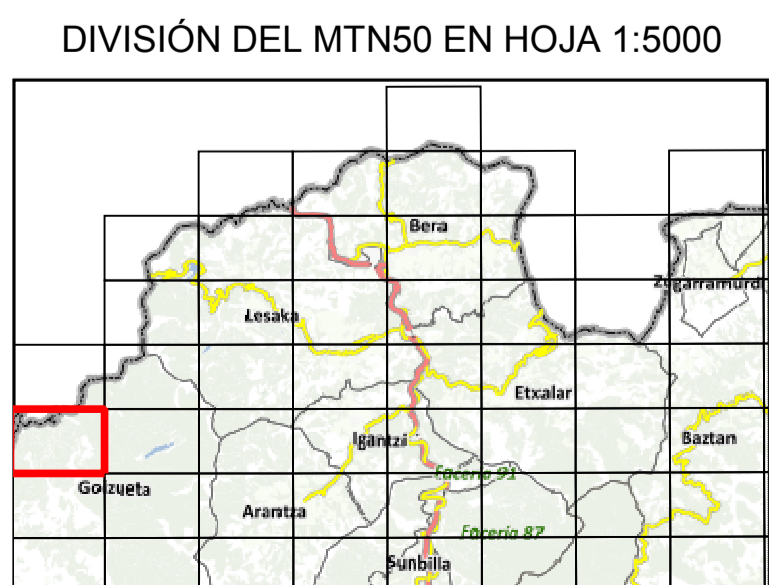 DIVISIÓN DEL MTN50 EN HOJA 1:5000
Bera
Zugarramurdi
Lesaka
Etxalar
Igantzi
Baztan
Facería 91
Goizueta
Arantza
Facería 87
Sunbilla